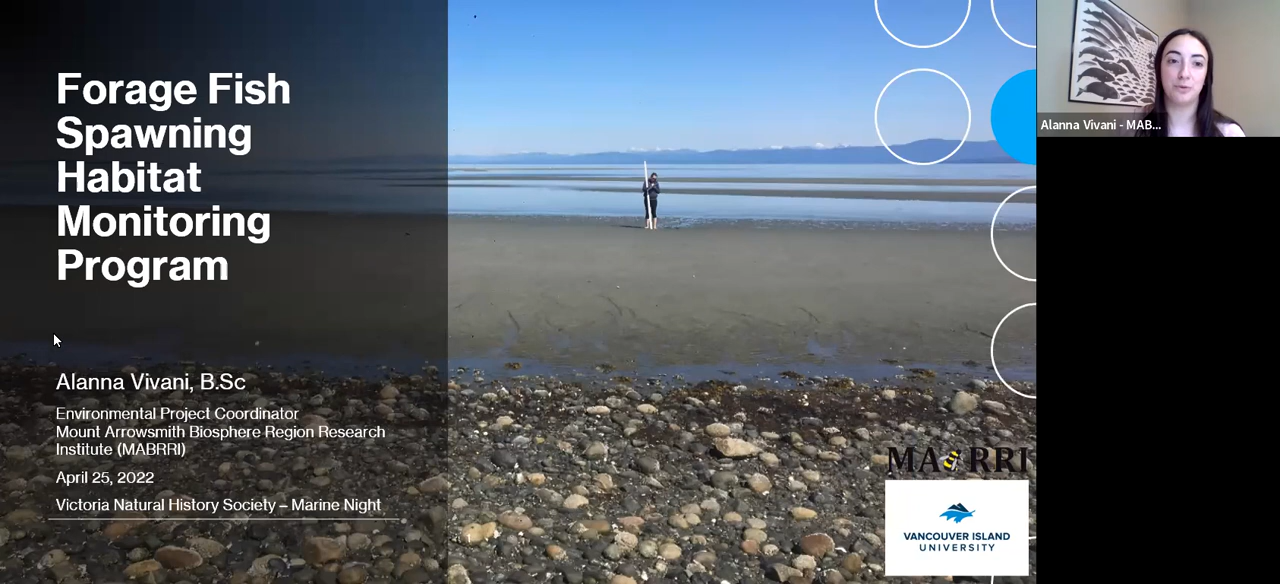 Forage Fish
Spawning
Habitat
Monitoring
Program
Alanna Vivani, B.Sc
Environmental Project Coordinator
Mount Arrowsmith Biosphere Region Research
Institute (MABRRI)
April 25, 2022
Victoria Natural History Society – Marine Night
MABRRI
VANCOUVER ISLAND
UNIVERSITY
Alanna Vivani - MAB...